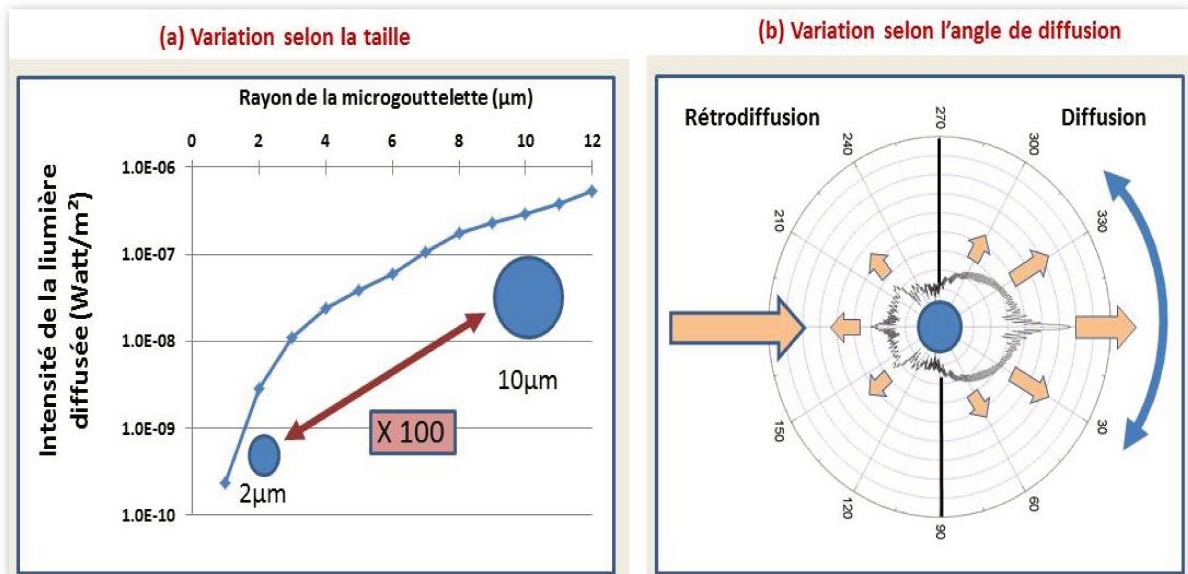 (a) Variation selon la taille
Rayon de la microgouttelette (µm)
0 2 4 6 8 10 12
Intensité de la liumière
diffusée (Watt/m²)
1.0E-06
1.0E-07
1.0E-08
1.0E-09
1.0E-10
10µm
X 100
2µm
(b) Variation selon l’angle de diffusion
Rétrodiffusion
Diffusion
270
240
300
210
330
150
30
120
60
90